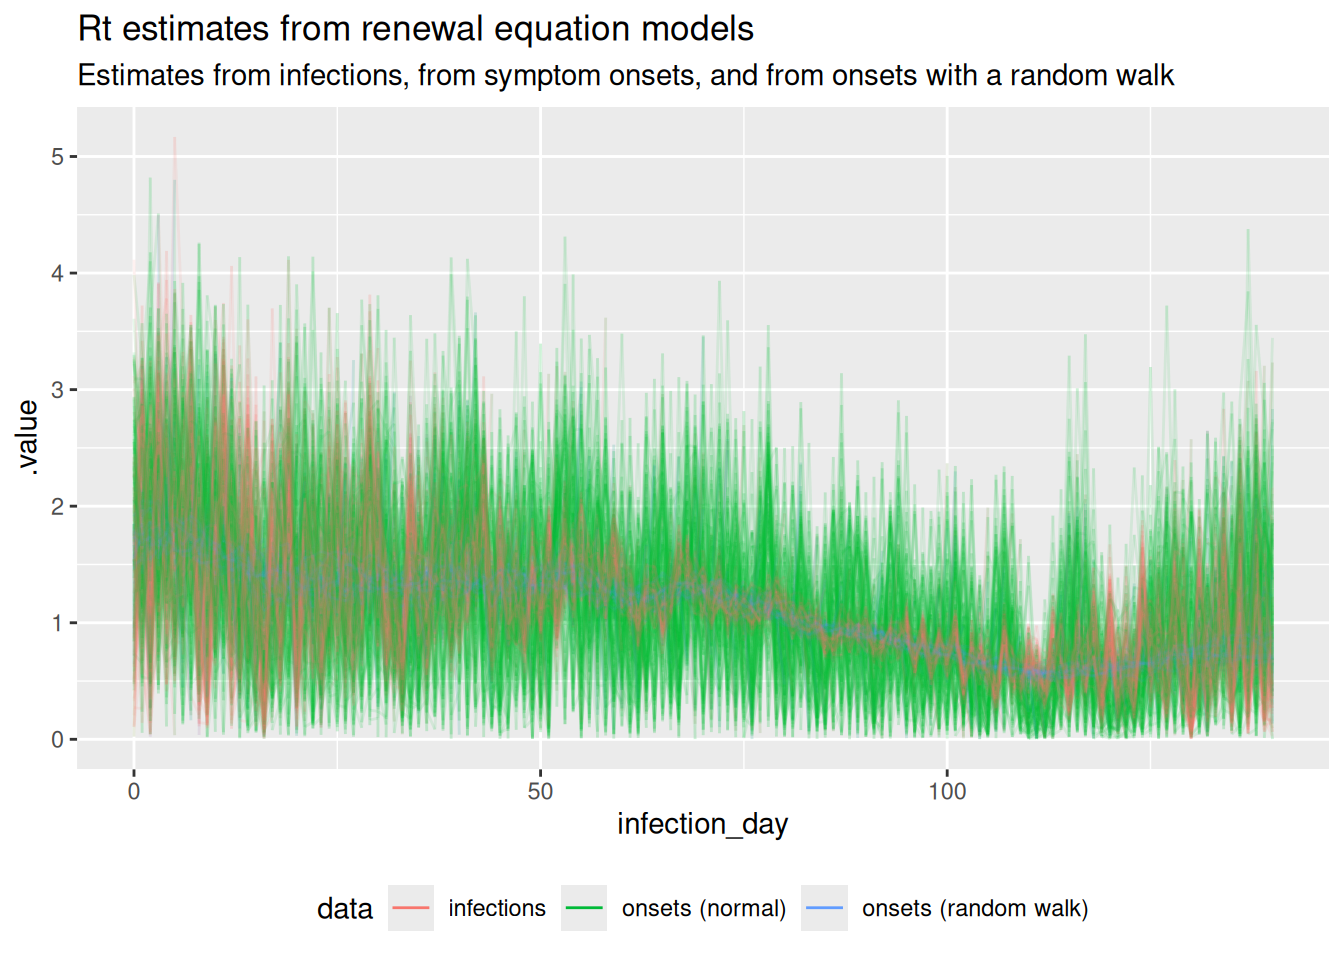 Rt estimates from renewal equation models
Estimates from infections, from symptom onsets, and from onsets with a random walk
.value
5
4
3
2
1
0
0 50 100
infection_day
data infections onsets (normal) onsets (random walk)